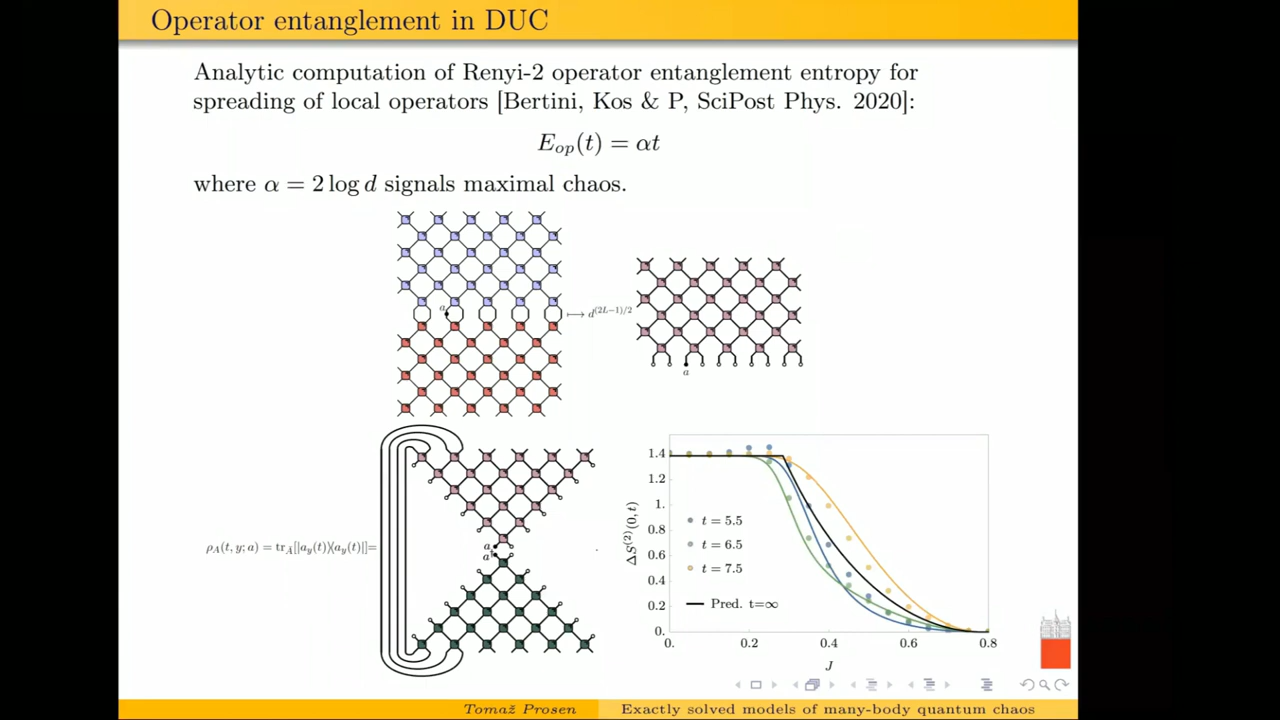 Operator entanglement in DUC
Analytic computation of Renyi-2 operator entanglement entropy for
spreading of local operators [Bertini, Kos & P, SciPost Phys. 2020]:
E_{op}(t) = αt
where α = 2 log d signals maximal chaos.
a
⟼ d^{(2L−1)/2}
a
ρ_A(t, y; a) = tr_Ā[|a_y(t)⟩⟨a_y(t)|]=
a
a†
ΔS^{(2)}(0, t)
1.4
1.2
1.
0.8
0.6
0.4
0.2
0.
t = 5.5
t = 6.5
t = 7.5
Pred. t=∞
0. 0.2 0.4 0.6 0.8
J
Tomaž Prosen Exactly solved models of many-body quantum chaos